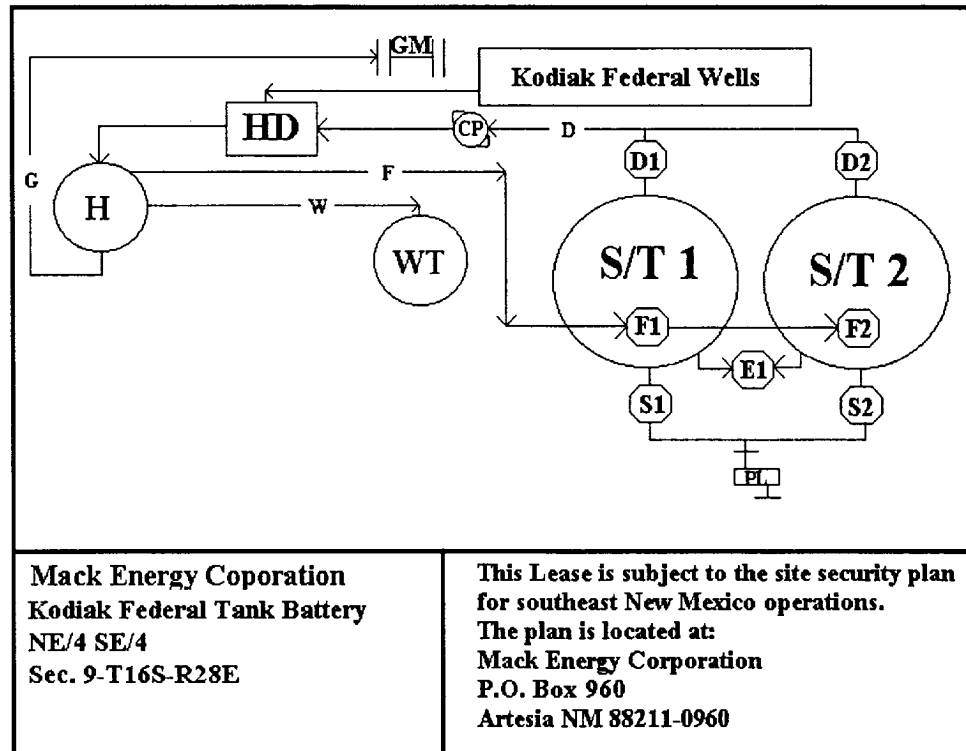 GM
Kodiak Federal Wells
HD
CP
D
D1
D2
G
F
H
W
WT
S/T 1
S/T 2
F1
F2
E1
S1
S2
PL
Mack Energy Coporation
Kodiak Federal Tank Battery
NE/4 SE/4
Sec. 9-T16S-R28E
This Lease is subject to the site security plan
for southeast New Mexico operations.
The plan is located at:
Mack Energy Corporation
P.O. Box 960
Artesia NM 88211-0960